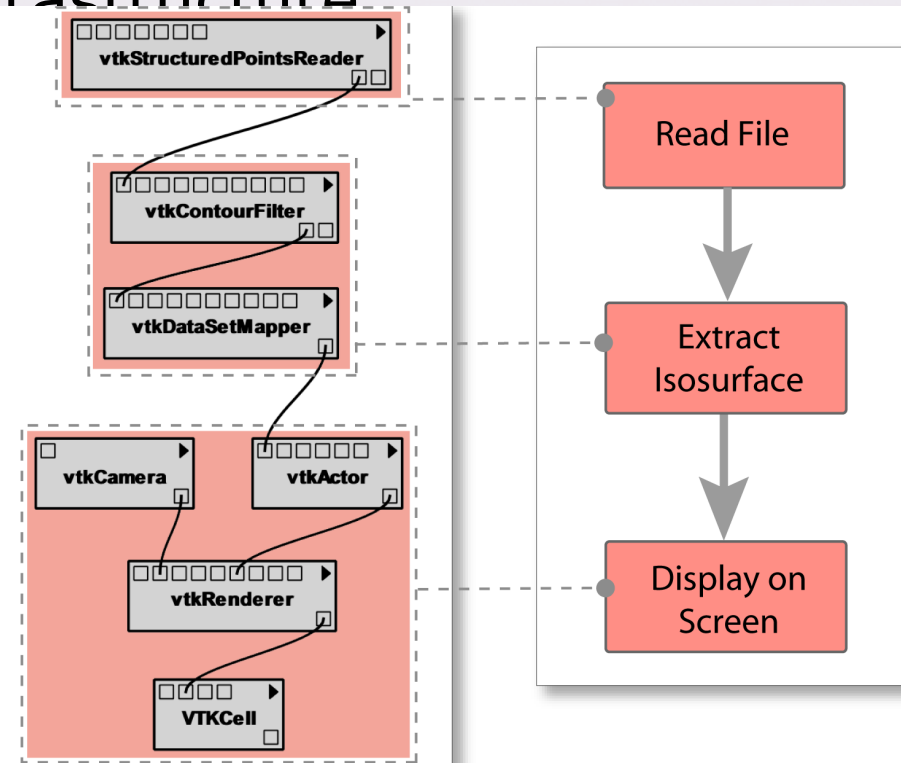 vtkStructuredPointsReader
vtkContourFilter
vtkDataSetMapper
vtkCamera
vtkActor
vtkRenderer
VTKCell
Read File
Extract
Isosurface
Display on
Screen